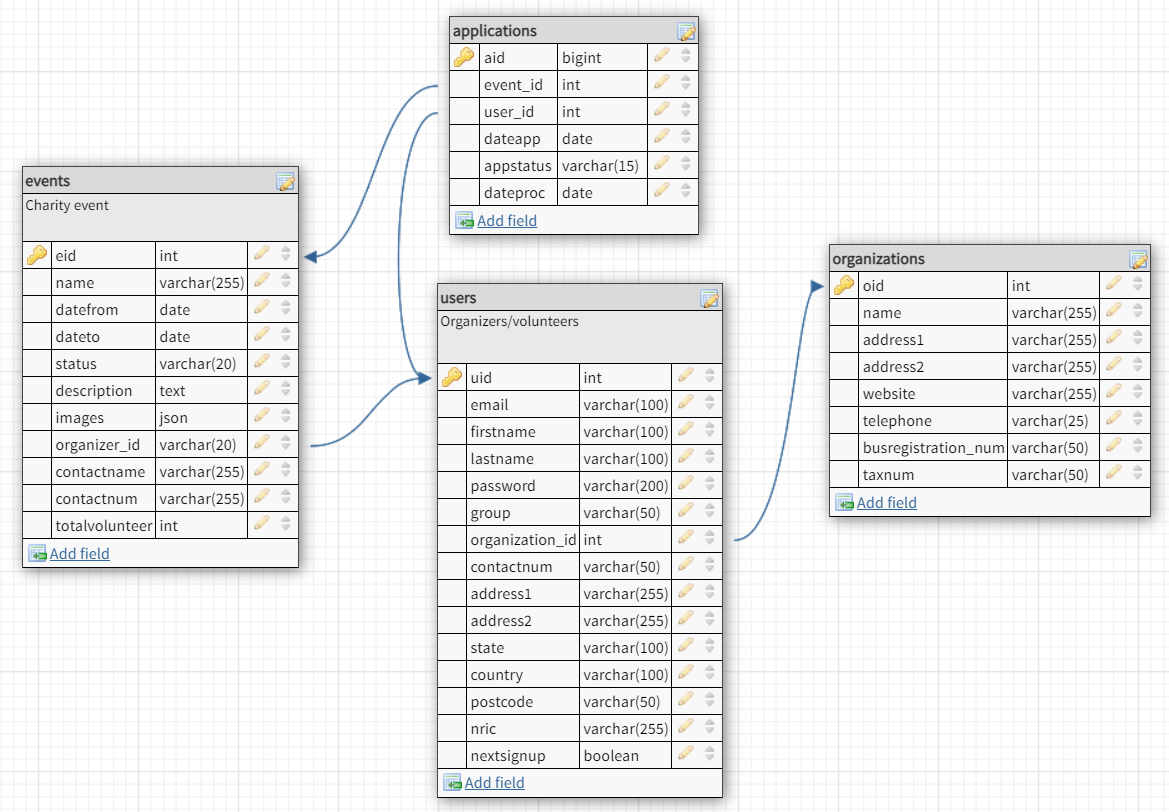 applications
aid bigint
event_id int
user_id int
dateapp date
appstatus varchar(15)
dateproc date
Add field
events
Charity event
eid int
name varchar(255)
datefrom date
dateto date
status varchar(20)
description text
images json
organizer_id varchar(20)
contactname varchar(255)
contactnum varchar(255)
totalvolunteer int
Add field
users
Organizers/volunteers
uid int
email varchar(100)
firstname varchar(100)
lastname varchar(100)
password varchar(200)
group varchar(50)
organization_id int
contactnum varchar(50)
address1 varchar(255)
address2 varchar(255)
state varchar(100)
country varchar(100)
postcode varchar(50)
nric varchar(255)
nextsignup boolean
Add field
organizations
oid int
name varchar(255)
address1 varchar(255)
address2 varchar(255)
website varchar(255)
telephone varchar(25)
busregistration_num varchar(50)
taxnum varchar(50)
Add field